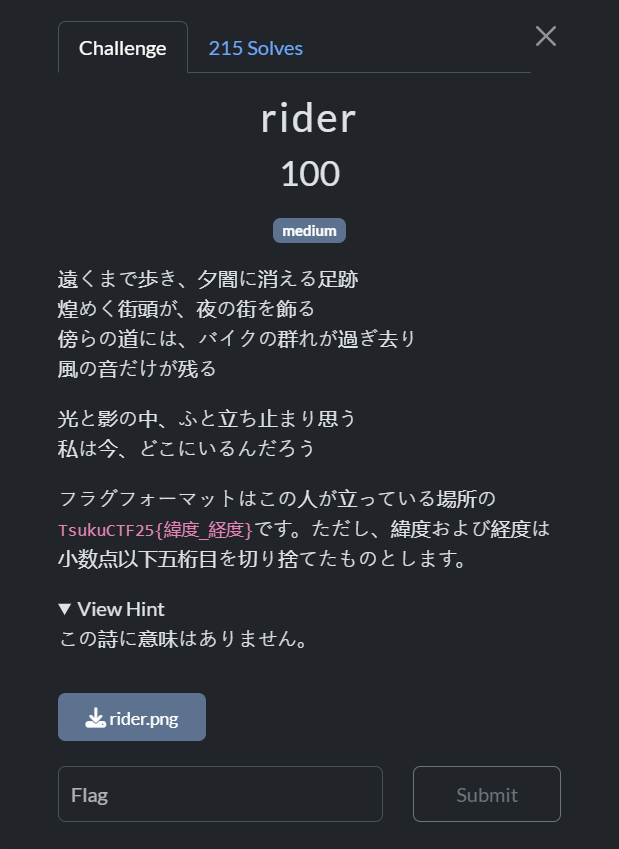 Challenge
215 Solves
rider
100
medium
遠くまで歩き、夕闇に消える足跡
煌めく街頭が、夜の街を飾る
傍らの道には、バイクの群れが過ぎ去り
風の音だけが残る
光と影の中、ふと立ち止まり思う
私は今、どこにいるんだろう
フラグフォーマットはこの人が立っている場所の
TsukuCTF25{緯度_経度}です。ただし、緯度および経度は
小数点以下五桁目を切り捨てたものとします。
▼ View Hint
この詩に意味はありません。
rider.png
Flag
Submit